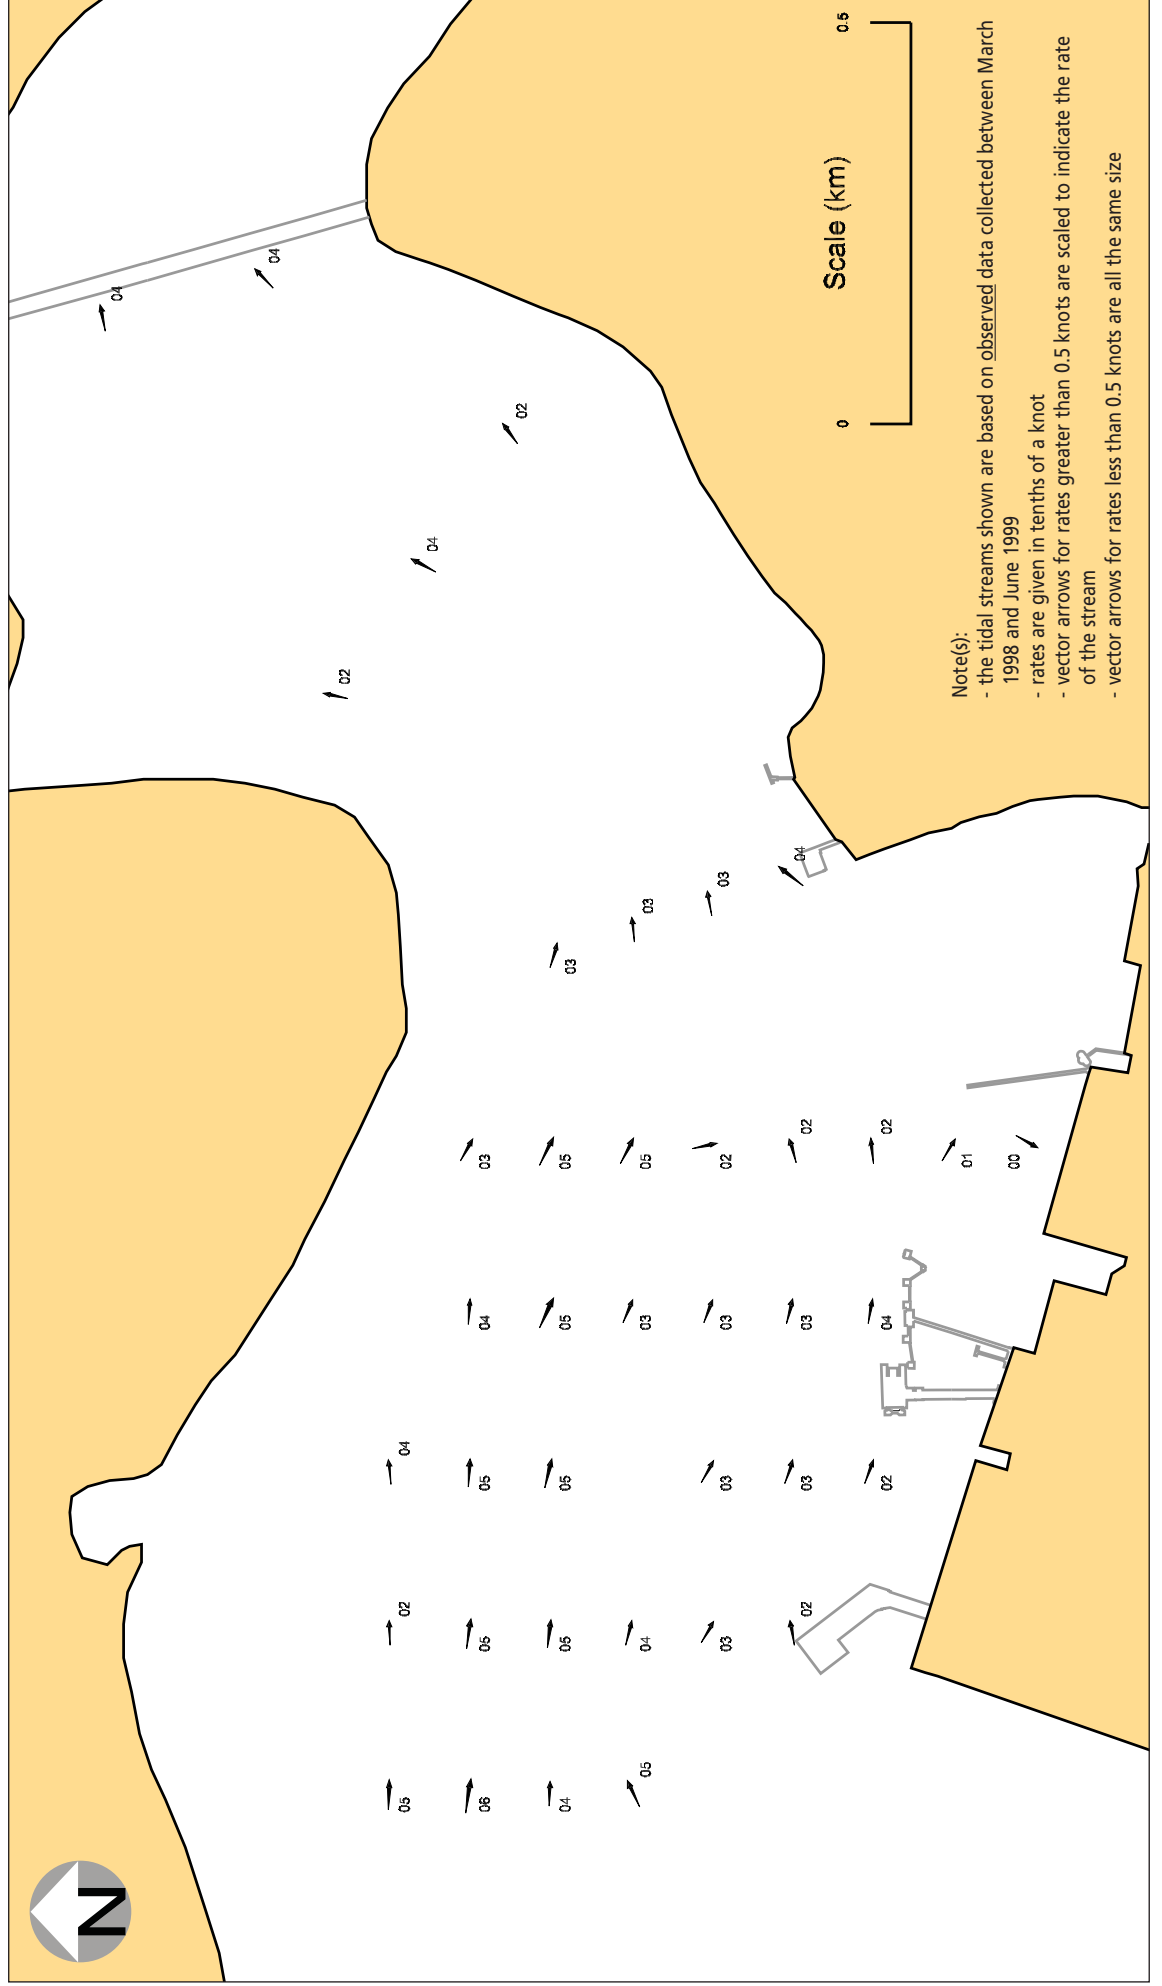 N
04
04
02
05 02 04
04
06 05 05 04 03
02
04 05 05 05 05 03
05 04 03 05 03
03 03 03 02 03
02 03 03 02 04
Scale (km)
0 0.5
02 04 02
01
00
Note(s):
- the tidal streams shown are based on observed data collected between March
1998 and June 1999
- rates are given in tenths of a knot
- vector arrows for rates greater than 0.5 knots are scaled to indicate the rate
of the stream
- vector arrows for rates less than 0.5 knots are all the same size